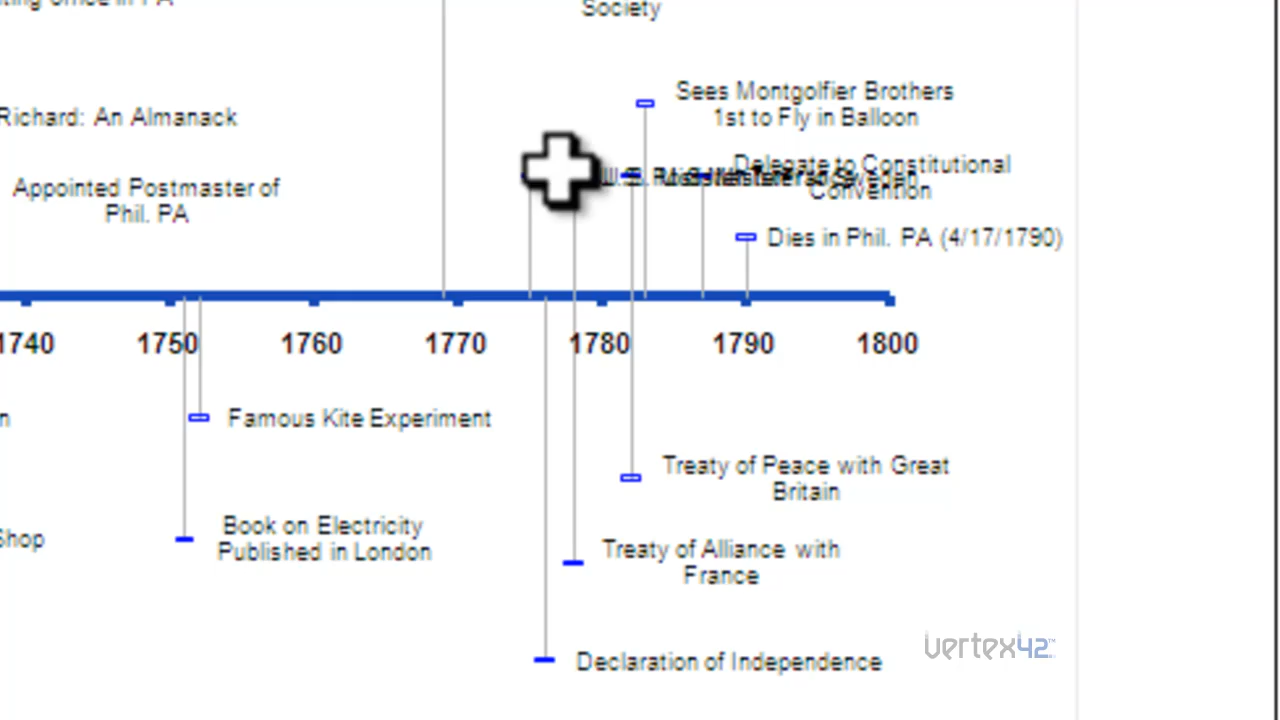 Society
Sees Montgolfier Brothers
1st to Fly in Balloon
Richard: An Almanack
Delegate to Constitutional
Convention
Appointed Postmaster of
Phil. PA
Dies in Phil. PA (4/17/1790)
1740 1750 1760 1770 1780 1790 1800
Famous Kite Experiment
Treaty of Peace with Great
Britain
Book on Electricity
Published in London
Shop
Treaty of Alliance with
France
Declaration of Independence
vertex42™